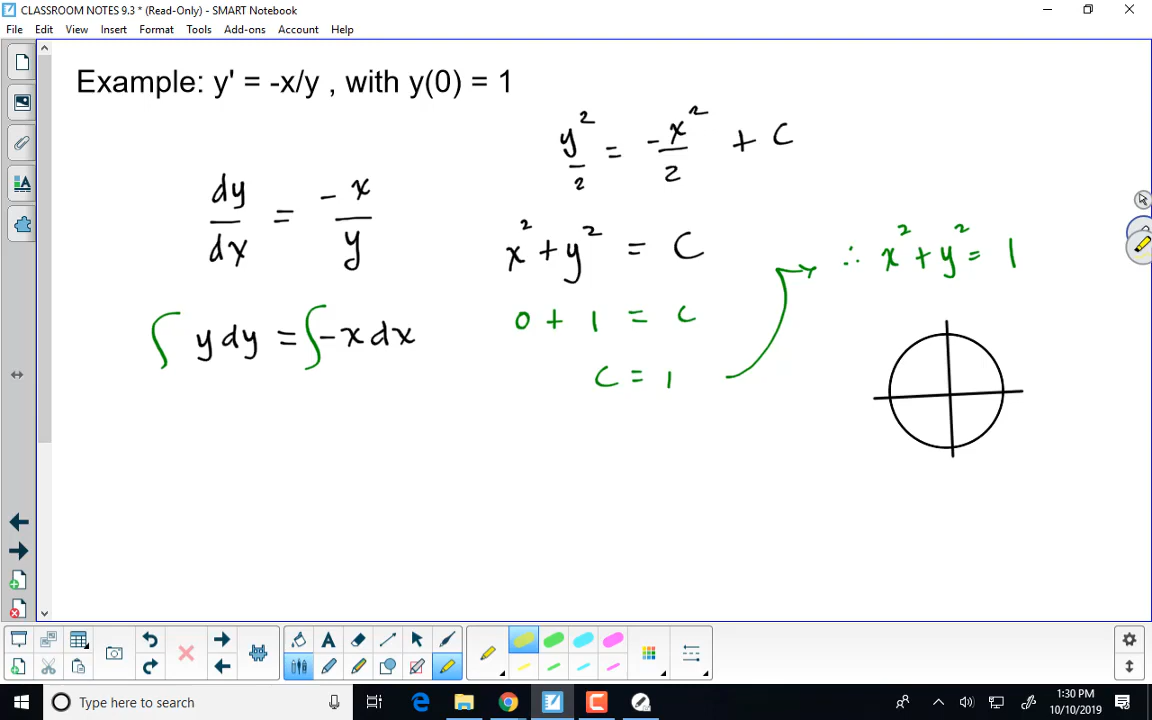 CLASSROOM NOTES 9.3 * (Read-Only) - SMART Notebook
File Edit View Insert Format Tools Add-ons Account Help
Example: y' = -x/y , with y(0) = 1
dy/dx = -x/y
∫ y dy = ∫ -x dx
y²/2 = -x²/2 + C
x² + y² = C
0 + 1 = C
C = 1
∴ x² + y² = 1
A
Type here to search
1:30 PM
10/10/2019